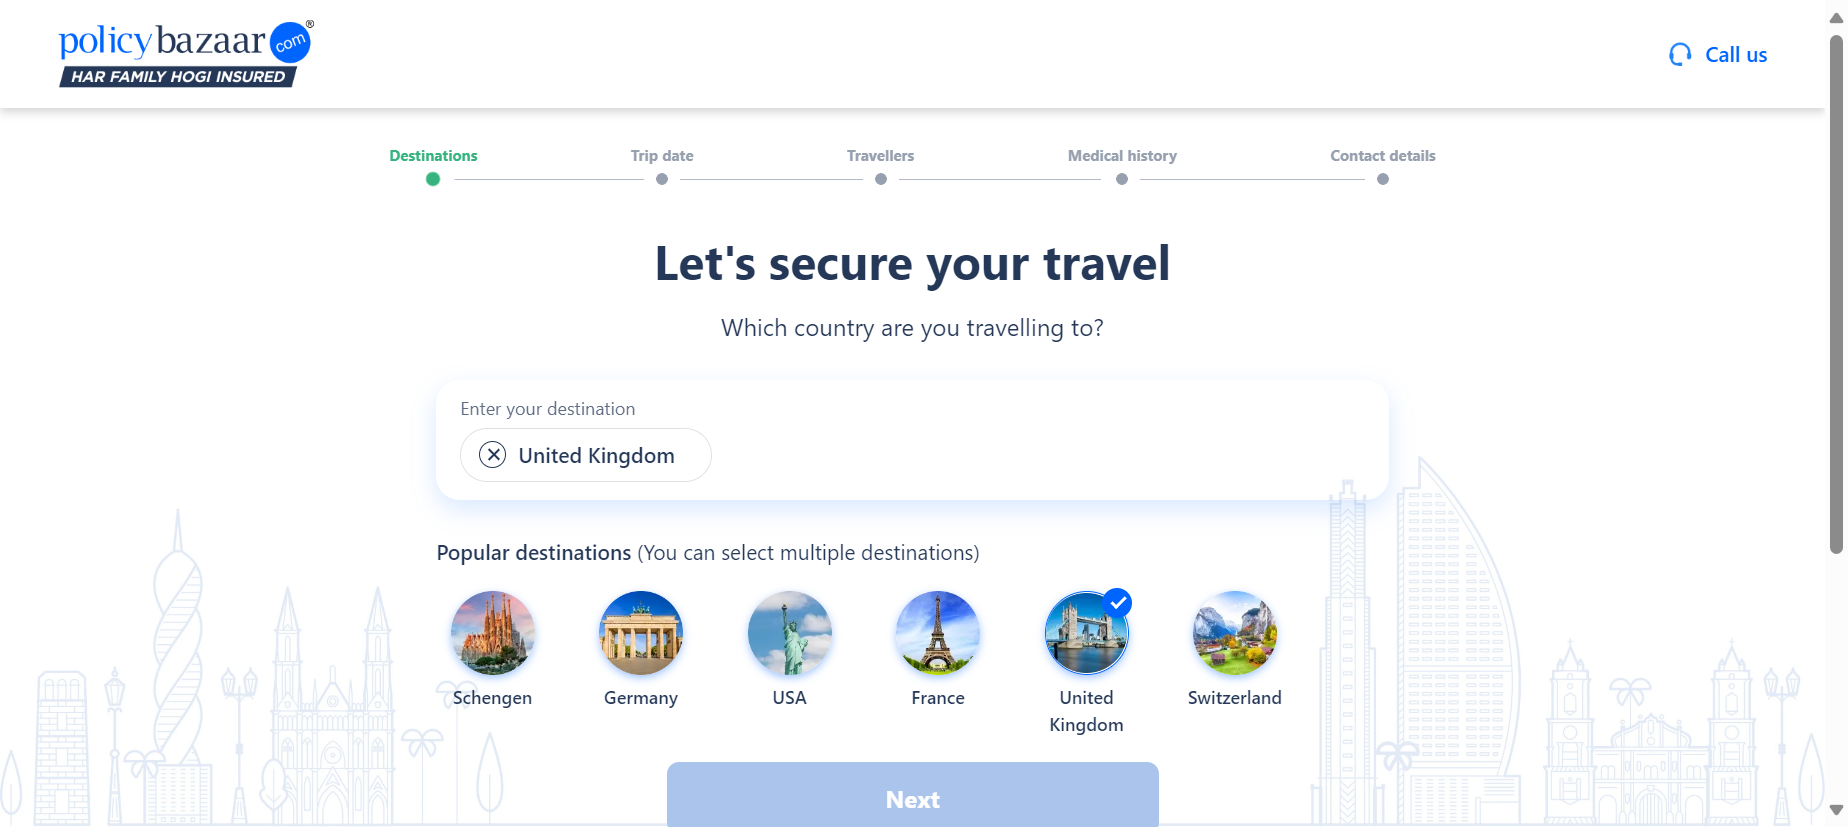 policybazaar.com®
HAR FAMILY HOGI INSURED
Call us
Destinations
Trip date
Travellers
Medical history
Contact details
Let's secure your travel
Which country are you travelling to?
Enter your destination
United Kingdom
Popular destinations (You can select multiple destinations)
Schengen
Germany
USA
France
United
Kingdom
Switzerland
Next